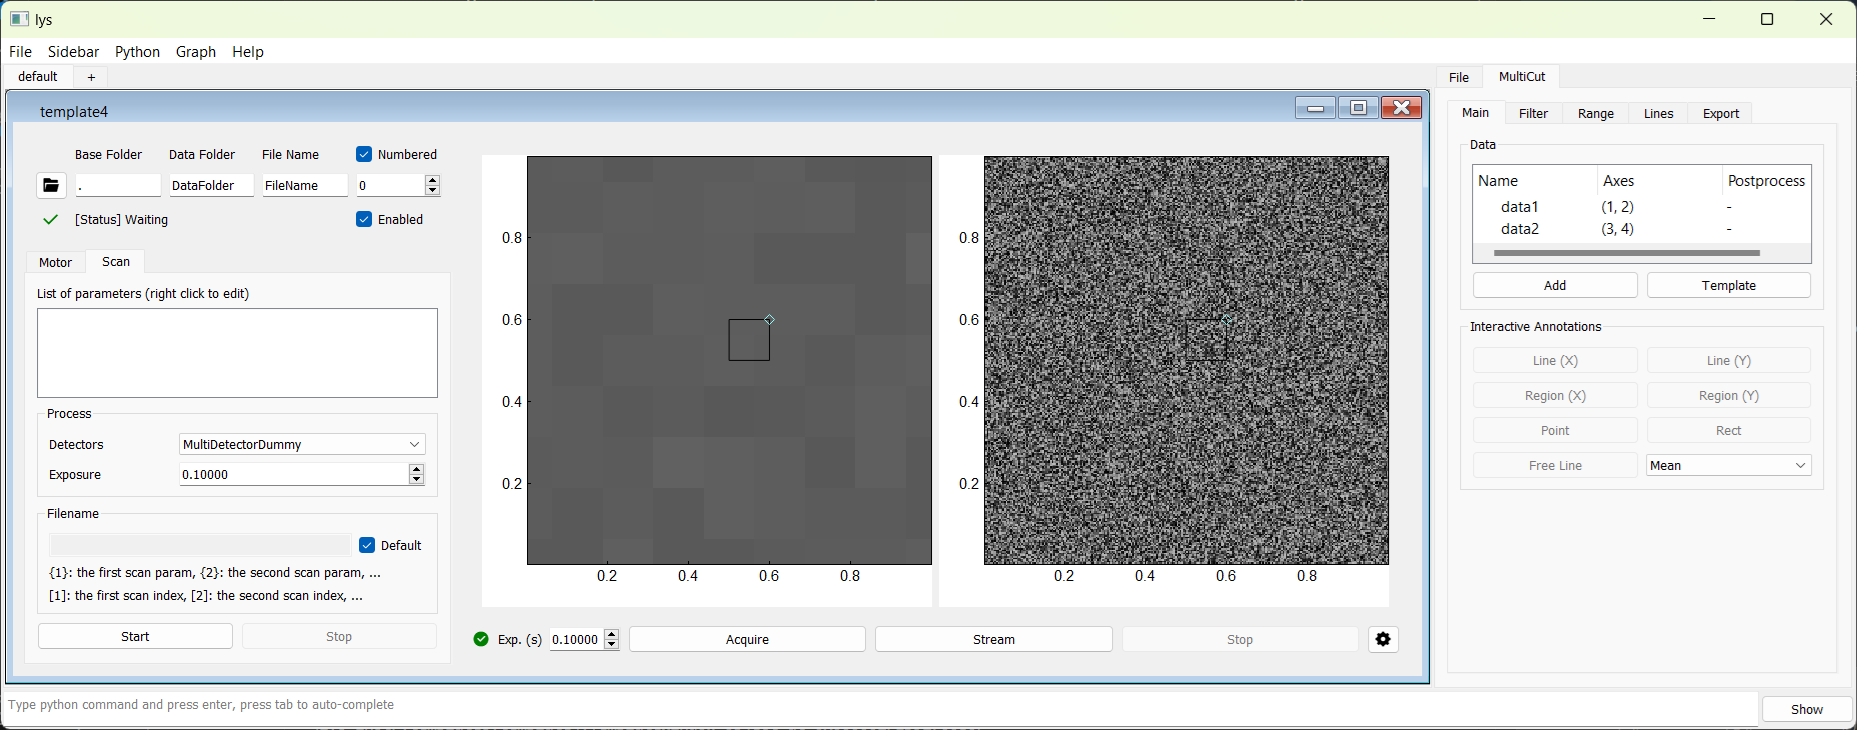 lys
File Sidebar Python Graph Help
default +
File MultiCut
template4
Base Folder Data Folder File Name Numbered
. DataFolder FileName 0
[Status] Waiting Enabled
Motor Scan
List of parameters (right click to edit)
Process
Detectors MultiDetectorDummy
Exposure 0.10000
Filename
Default
{1}: the first scan param, {2}: the second scan param, ...
[1]: the first scan index, [2]: the second scan index, ...
Start Stop
0.8
0.6
0.4
0.2
0.2 0.4 0.6 0.8
0.8
0.6
0.4
0.2
0.2 0.4 0.6 0.8
Exp. (s) 0.10000 Acquire Stream Stop
Main Filter Range Lines Export
Data
Name Axes Postprocess
data1 (1, 2) -
data2 (3, 4) -
Add Template
Interactive Annotations
Line (X) Line (Y)
Region (X) Region (Y)
Point Rect
Free Line Mean
Type python command and press enter, press tab to auto-complete
Show